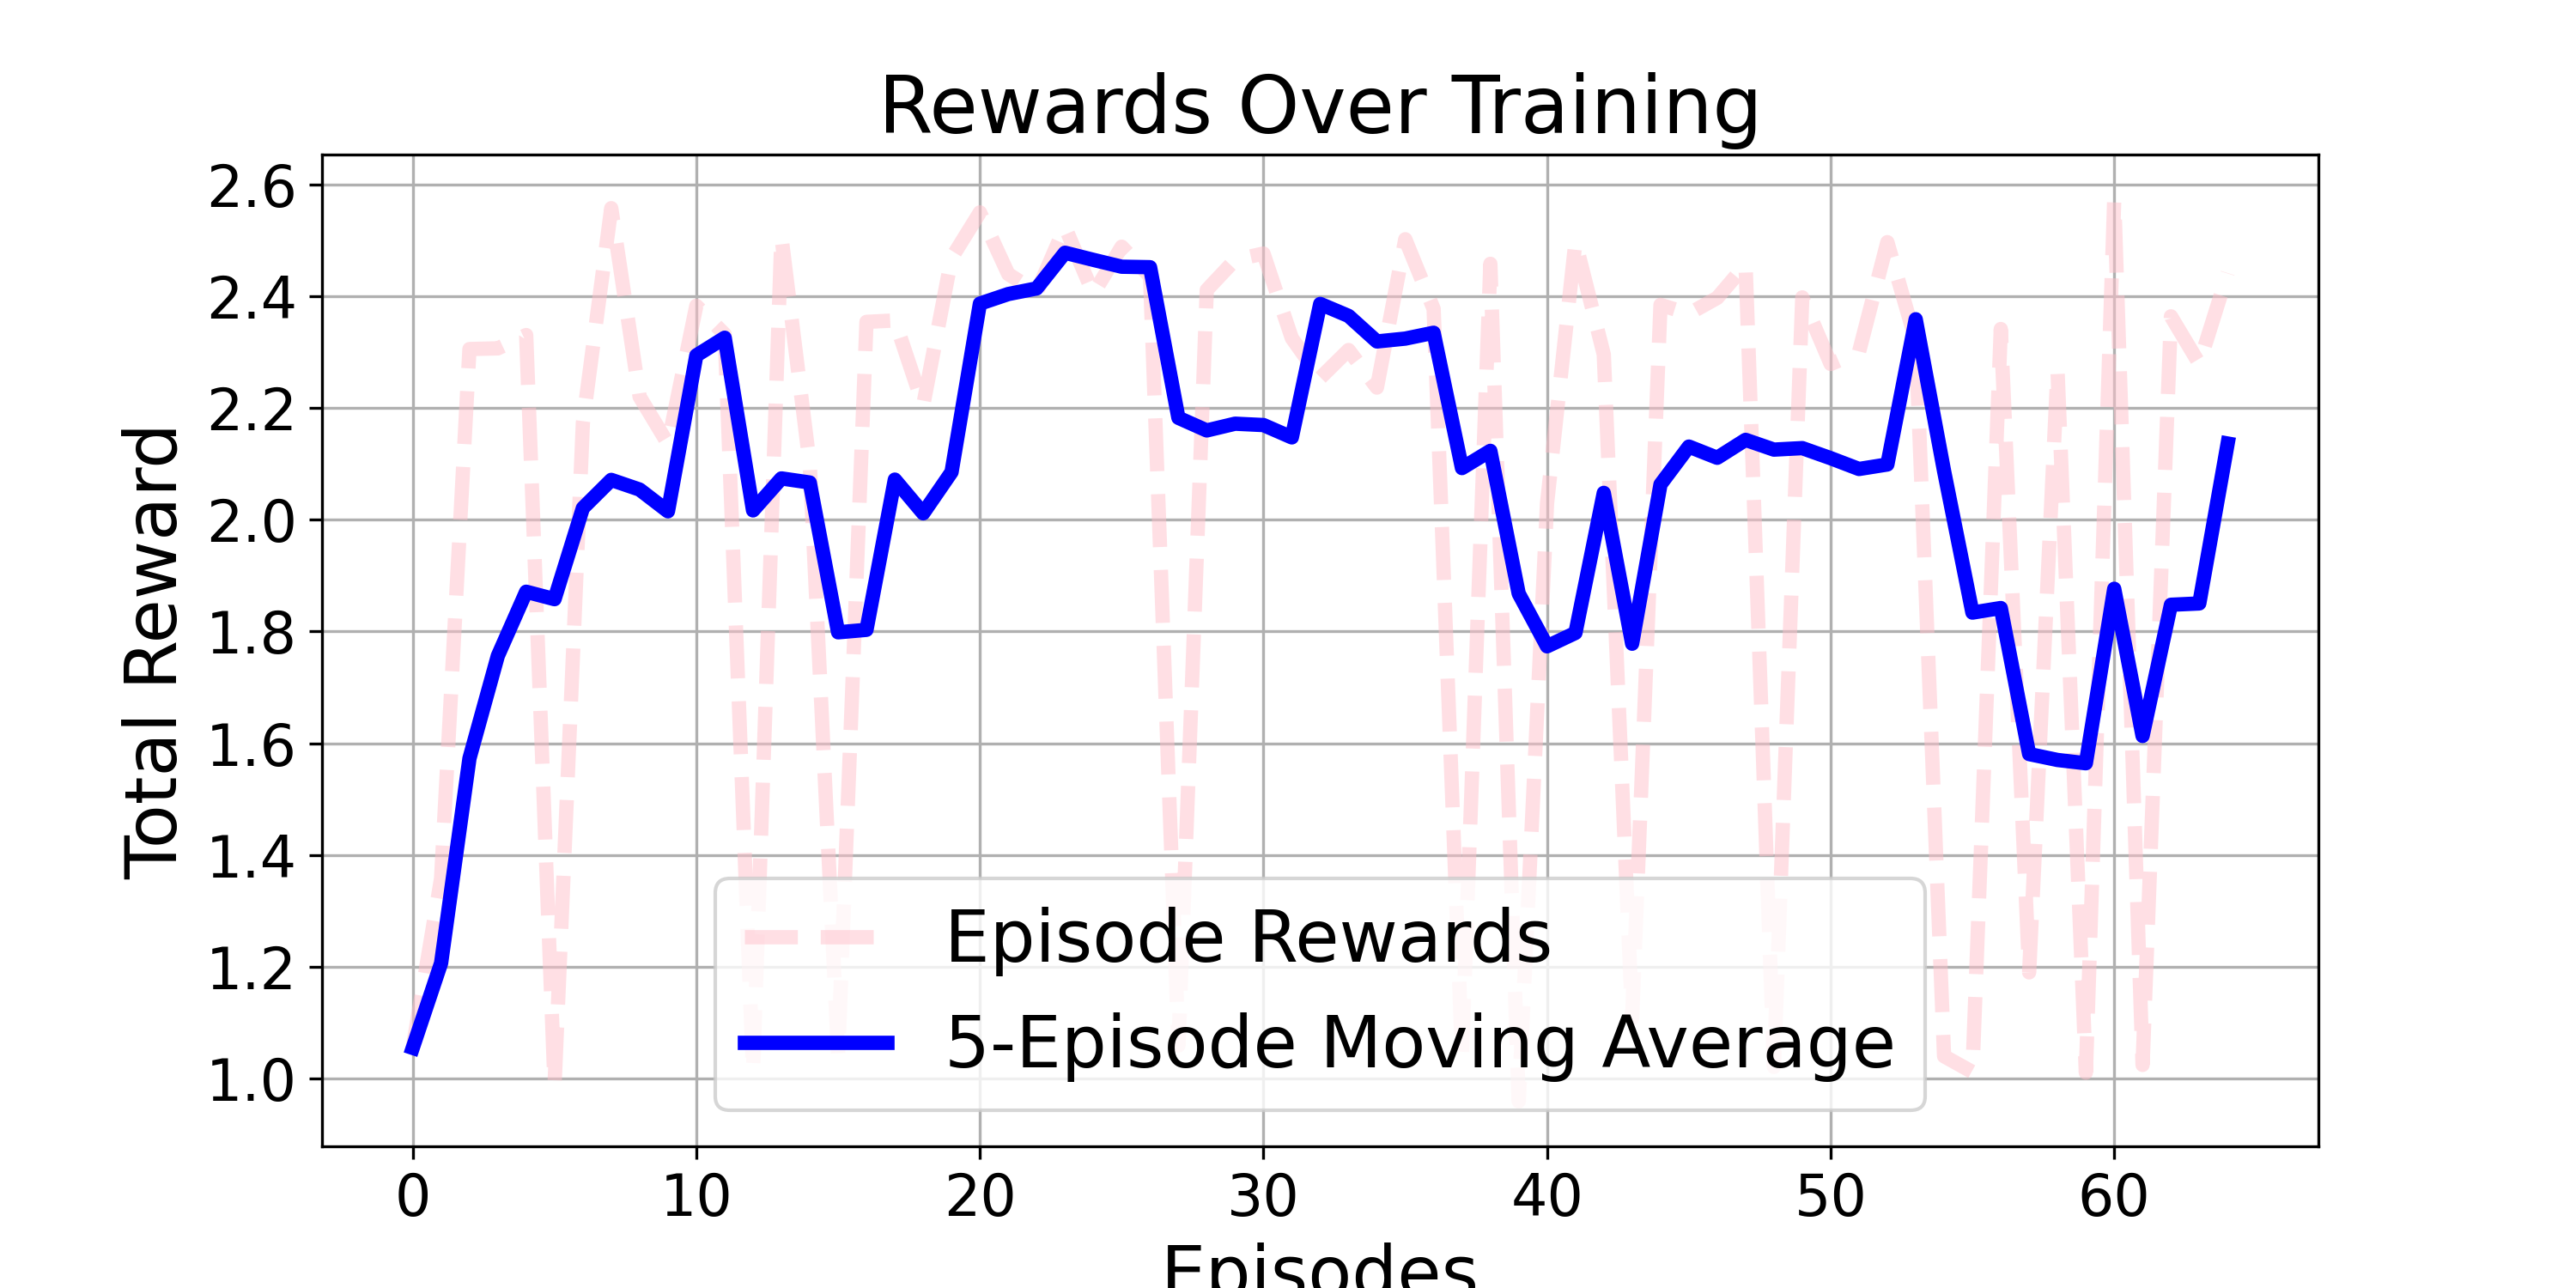 Rewards Over Training
Total Reward
2.6
2.4
2.2
2.0
1.8
1.6
1.4
1.2
1.0
Episode Rewards
5-Episode Moving Average
0 10 20 30 40 50 60
Episodes